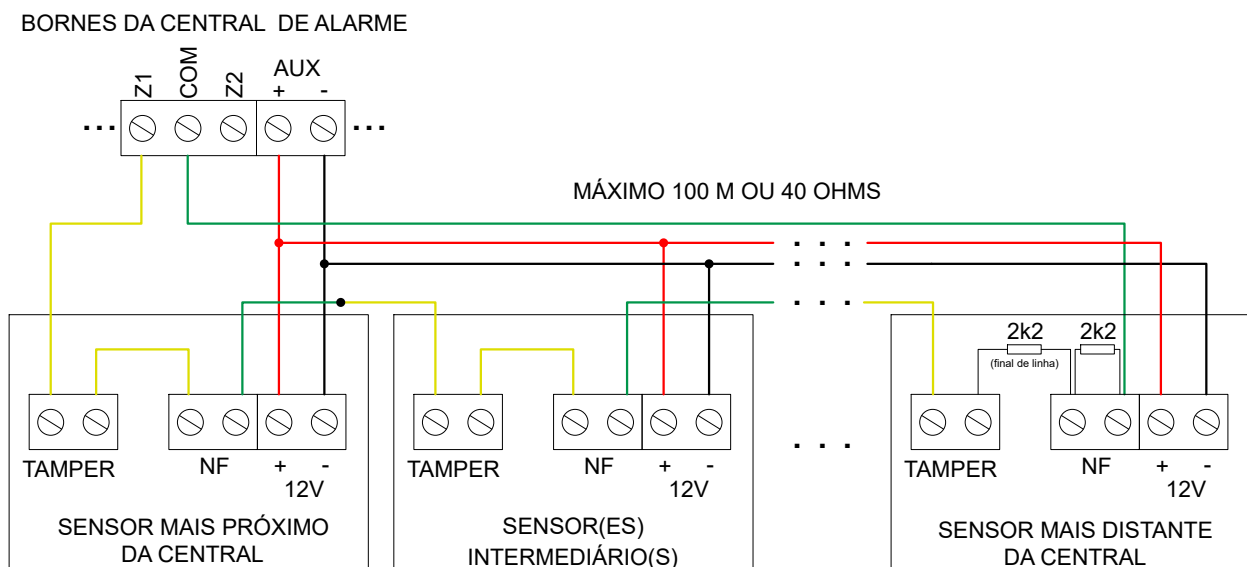 BORNES DA CENTRAL DE ALARME
Z1 COM Z2 AUX
+ -
MÁXIMO 100 M OU 40 OHMS
2k2 2k2
(final de linha)
TAMPER NF + -
12V
SENSOR MAIS PRÓXIMO
DA CENTRAL
TAMPER NF + -
12V
SENSOR(ES)
INTERMEDIÁRIO(S)
TAMPER NF + -
12V
SENSOR MAIS DISTANTE
DA CENTRAL